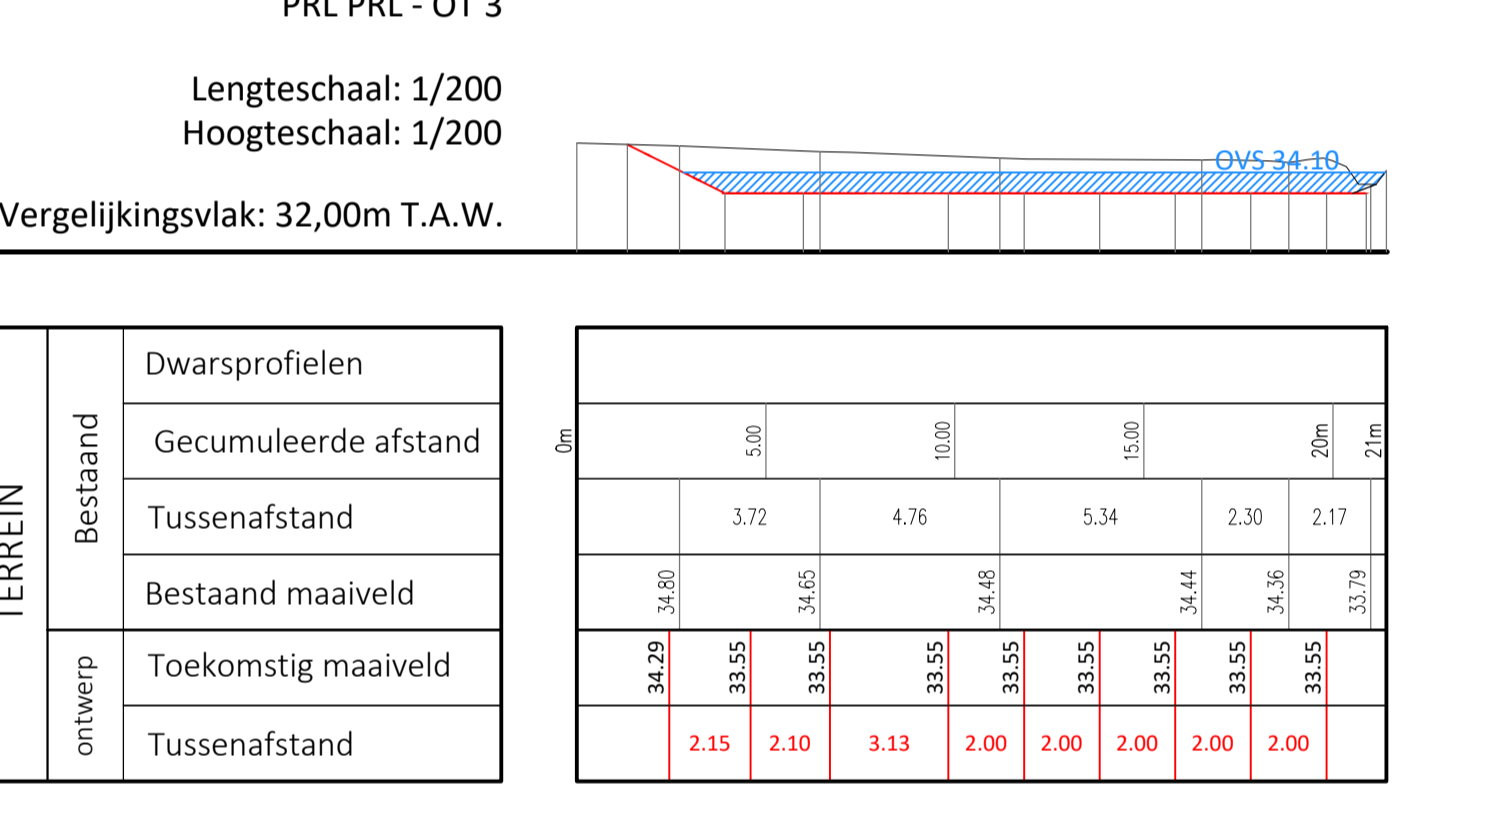 PRL PRL - OT 3
Lengteschaal: 1/200
Hoogteschaal: 1/200
Vergelijkingsvlak: 32,00m T.A.W.
OVS 34.10
TERREIN
Bestaand
Dwarsprofielen
Gecumuleerde afstand
0m 5.00 10.00 15.00 20m 21m
Tussenafstand
3.72 4.76 5.34 2.30 2.17
Bestaand maaiveld
34.80 34.65 34.48 34.44 34.36 33.79
ontwerp
Toekomstig maaiveld
34.29 33.55 33.55 33.55 33.55 33.55 33.55 33.55 33.55
Tussenafstand
2.15 2.10 3.13 2.00 2.00 2.00 2.00 2.00